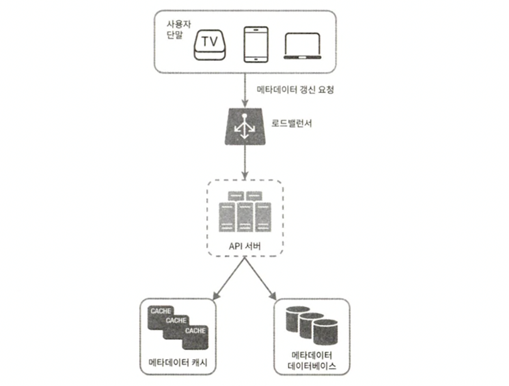 사용자
단말
TV
메타데이터 갱신 요청
로드밸런서
API 서버
CACHE
CACHE
CACHE
메타데이터 캐시
메타데이터
데이터베이스